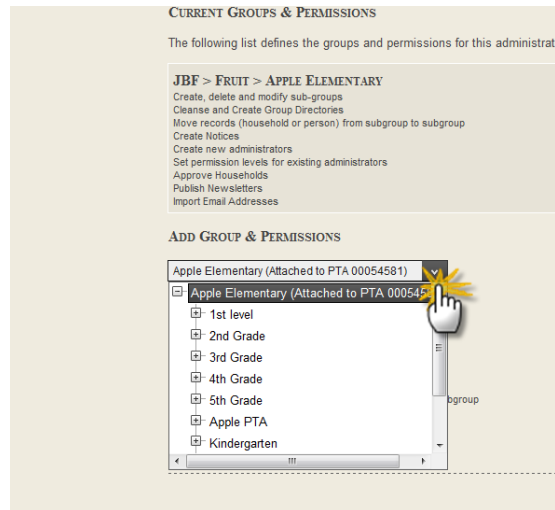 CURRENT GROUPS & PERMISSIONS
The following list defines the groups and permissions for this administrat
JBF > FRUIT > APPLE ELEMENTARY
Create, delete and modify sub-groups
Cleanse and Create Group Directories
Move records (household or person) from subgroup to subgroup
Create Notices
Create new administrators
Set permission levels for existing administrators
Approve Households
Publish Newsletters
Import Email Addresses
ADD GROUP & PERMISSIONS
Apple Elementary (Attached to PTA 00054581)
Apple Elementary (Attached to PTA 000545
1st level
2nd Grade
3rd Grade
4th Grade
5th Grade
bgroup
Apple PTA
Kindergarten